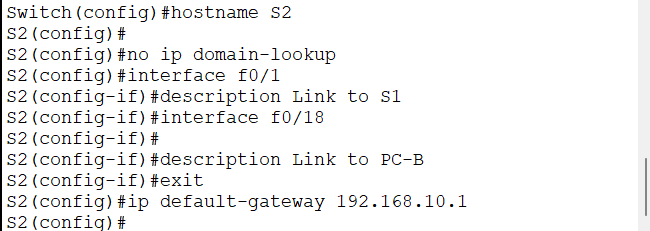 Switch(config)#hostname S2
S2(config)#
S2(config)#no ip domain-lookup
S2(config)#interface f0/1
S2(config-if)#description Link to S1
S2(config-if)#interface f0/18
S2(config-if)#
S2(config-if)#description Link to PC-B
S2(config-if)#exit
S2(config)#ip default-gateway 192.168.10.1
S2(config)#